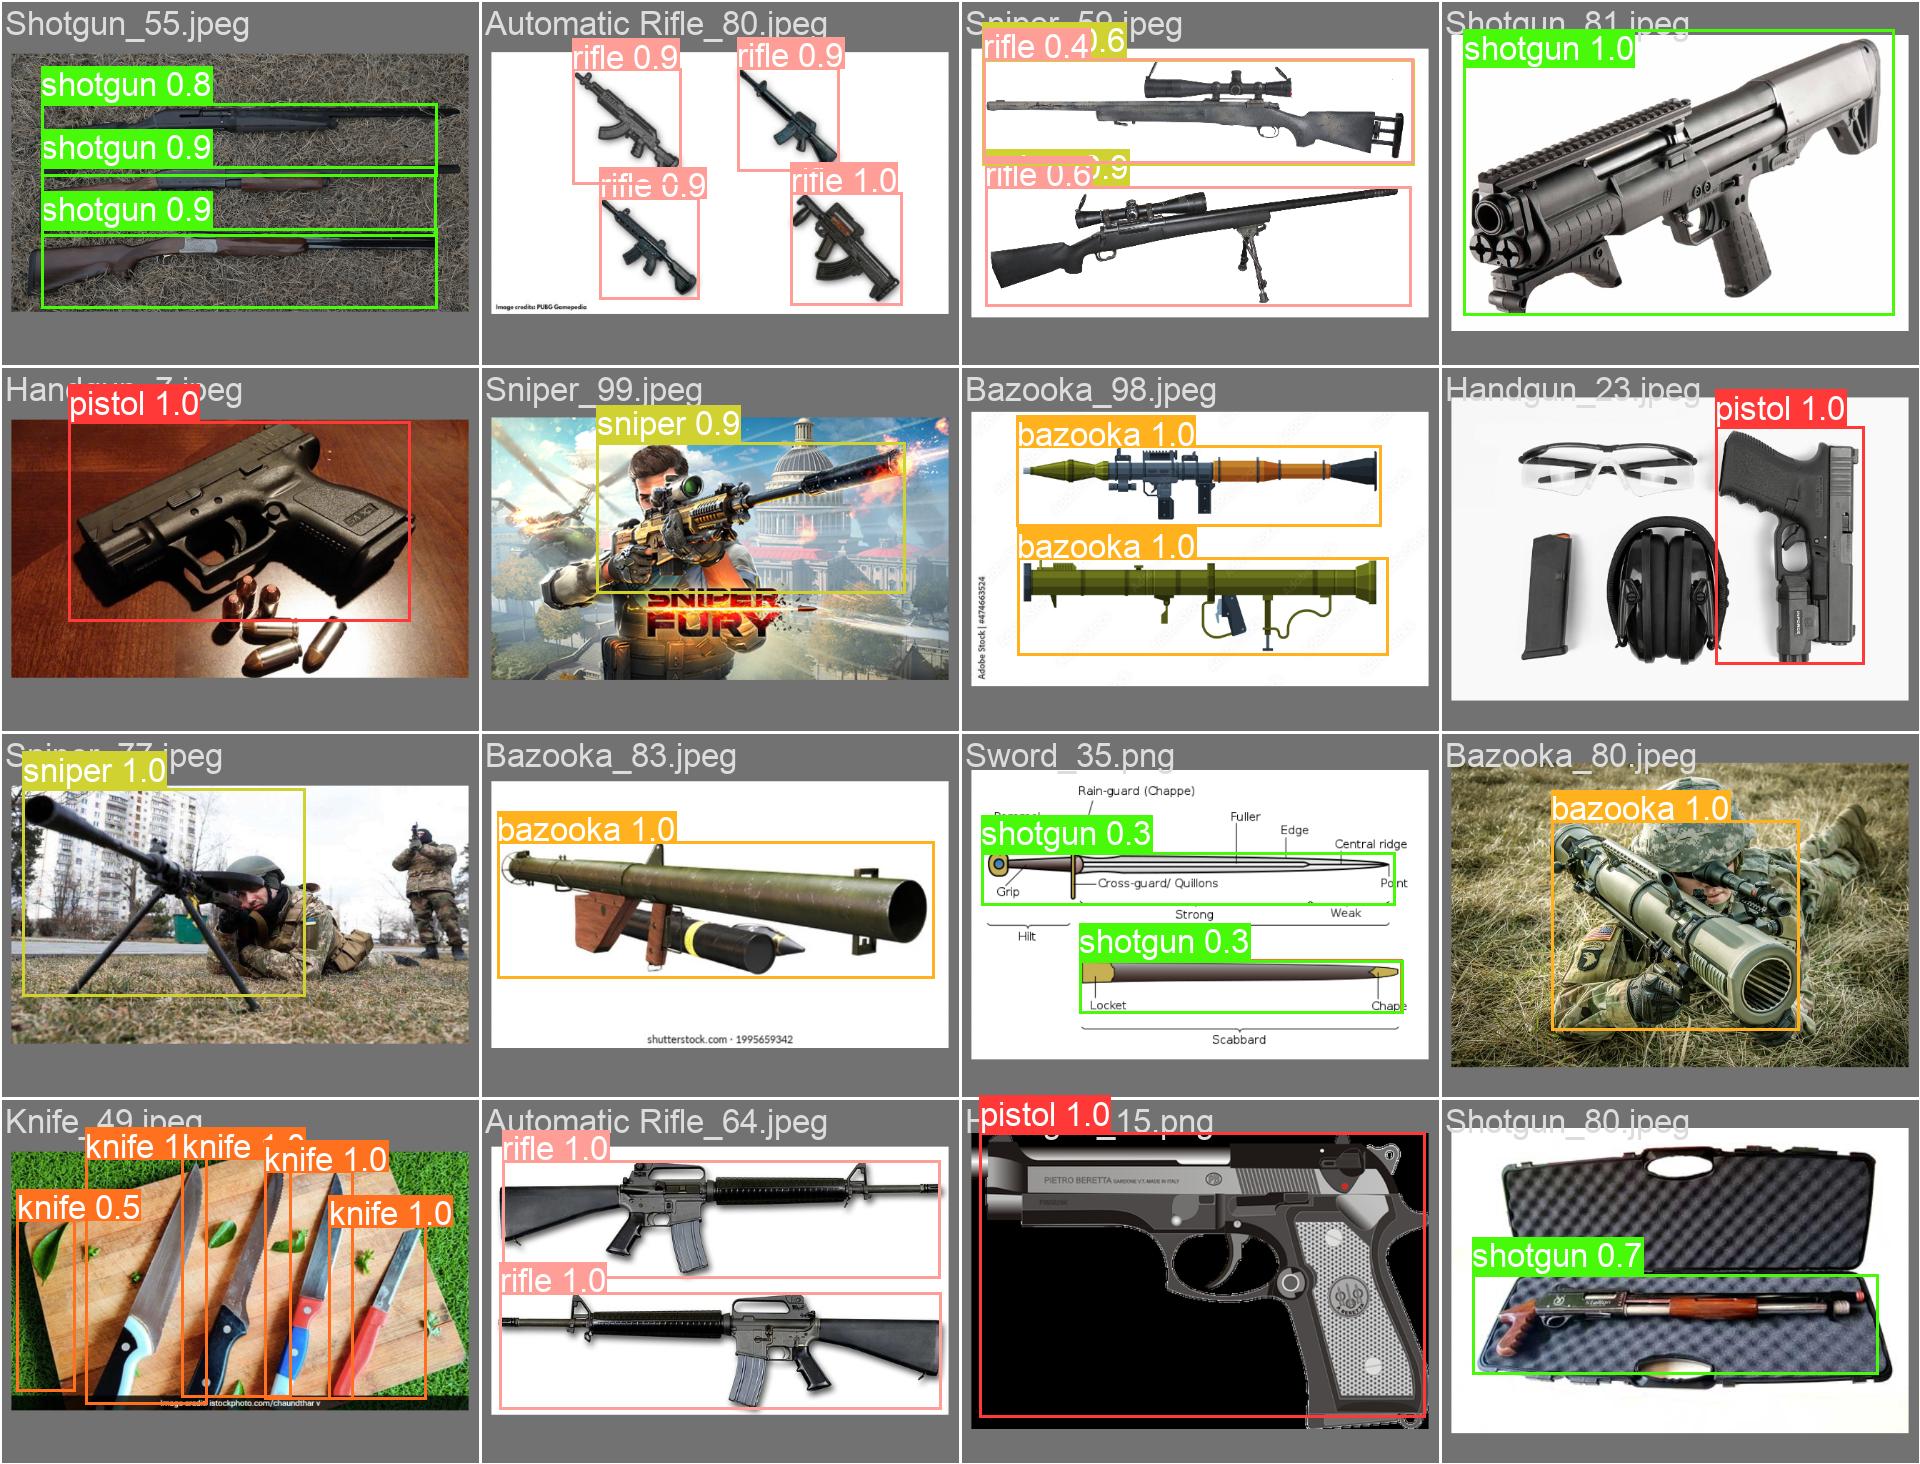 Shotgun_55.jpeg
shotgun 0.8
shotgun 0.9
shotgun 0.9
Automatic Rifle_80.jpeg
rifle 0.9
rifle 0.9
rifle 0.9
rifle 1.0
Image credits: PUBG Gamepedia
Sniper_59.jpeg
rifle 0.4
0.6
rifle 0.6
0.9
Shotgun_81.jpeg
shotgun 1.0
pistol 1.0
Sniper_99.jpeg
sniper 0.9
SNIPER
FURY
Bazooka_98.jpeg
bazooka 1.0
bazooka 1.0
Adobe Stock | #474663524
Handgun_23.jpeg
pistol 1.0
sniper 1.0
Bazooka_83.jpeg
bazooka 1.0
shutterstock.com · 1995659342
Sword_35.png
Rain-guard (Chappe)
Fuller
Edge
Central ridge
shotgun 0.3
Grip
Cross-guard/ Quillons
Point
Strong
Weak
Hilt
shotgun 0.3
Locket
Chape
Scabbard
Bazooka_80.jpeg
bazooka 1.0
Knife_49.jpeg
knife 1
knife 1.0
knife 1.0
knife 0.5
knife 1.0
istockphoto.com/chaundthar v
Automatic Rifle_64.jpeg
rifle 1.0
rifle 1.0
_15.png
pistol 1.0
PIETRO BERETTA GARDONE V.T. MADE IN ITALY
PB
Shotgun_80.jpeg
shotgun 0.7